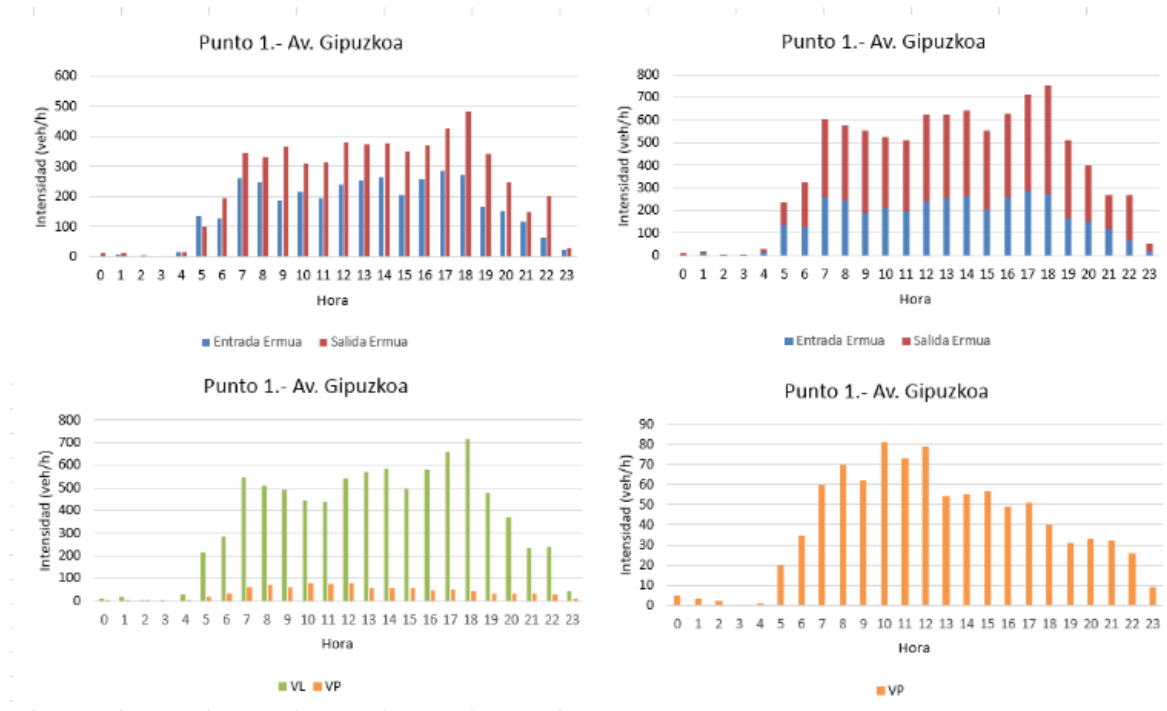 Punto 1.- Av. Gipuzkoa
600
500
400
300
200
100
0
Intensidad (veh/h)
0 1 2 3 4 5 6 7 8 9 10 11 12 13 14 15 16 17 18 19 20 21 22 23
Hora
Entrada Ermua Salida Ermua
Punto 1.- Av. Gipuzkoa
800
700
600
500
400
300
200
100
0
Intensidad (veh/h)
0 1 2 3 4 5 6 7 8 9 10 11 12 13 14 15 16 17 18 19 20 21 22 23
Hora
Entrada Ermua Salida Ermua
Punto 1.- Av. Gipuzkoa
800
700
600
500
400
300
200
100
0
Intensidad (veh/h)
0 1 2 3 4 5 6 7 8 9 10 11 12 13 14 15 16 17 18 19 20 21 22 23
Hora
VL VP
Punto 1.- Av. Gipuzkoa
90
80
70
60
50
40
30
20
10
0
Intensidad (veh/h)
0 1 2 3 4 5 6 7 8 9 10 11 12 13 14 15 16 17 18 19 20 21 22 23
Hora
VP